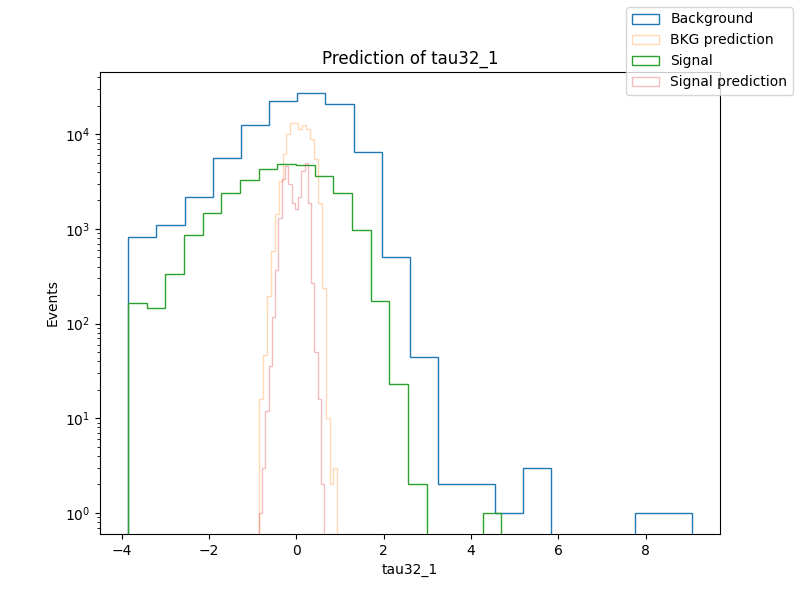 Background
BKG prediction
Signal
Signal prediction
Prediction of tau32_1
Events
10⁴
10³
10²
10¹
10⁰
−4
−2
0
2
4
6
8
tau32_1